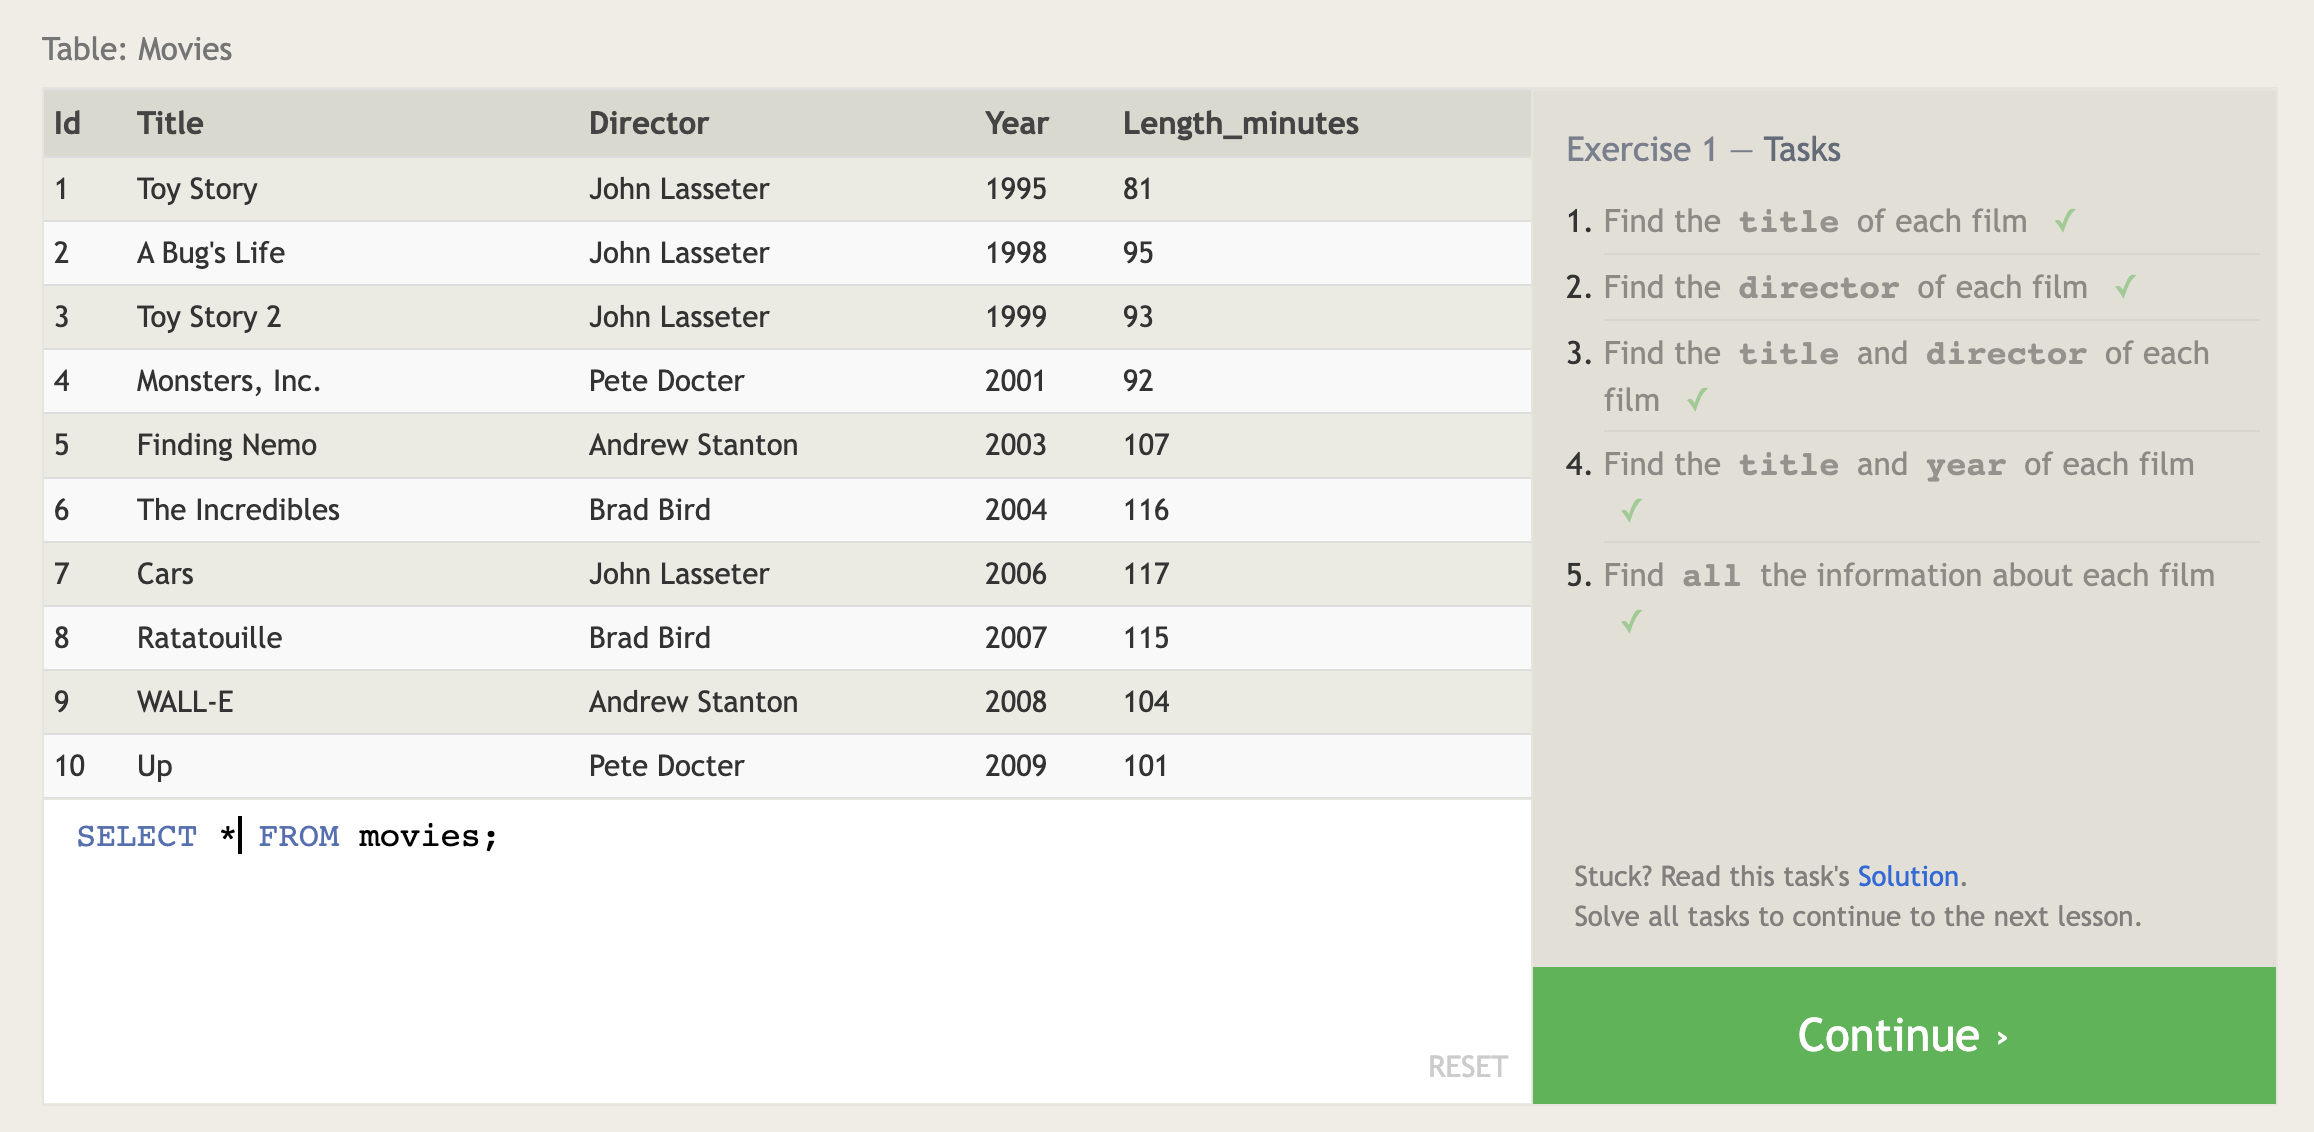 Table: Movies
Id Title Director Year Length_minutes
1 Toy Story John Lasseter 1995 81
2 A Bug's Life John Lasseter 1998 95
3 Toy Story 2 John Lasseter 1999 93
4 Monsters, Inc. Pete Docter 2001 92
5 Finding Nemo Andrew Stanton 2003 107
6 The Incredibles Brad Bird 2004 116
7 Cars John Lasseter 2006 117
8 Ratatouille Brad Bird 2007 115
9 WALL-E Andrew Stanton 2008 104
10 Up Pete Docter 2009 101
SELECT * FROM movies;
RESET
Exercise 1 — Tasks
1. Find the title of each film ✓
2. Find the director of each film ✓
3. Find the title and director of each
film ✓
4. Find the title and year of each film
✓
5. Find all the information about each film
✓
Stuck? Read this task's Solution.
Solve all tasks to continue to the next lesson.
Continue ›